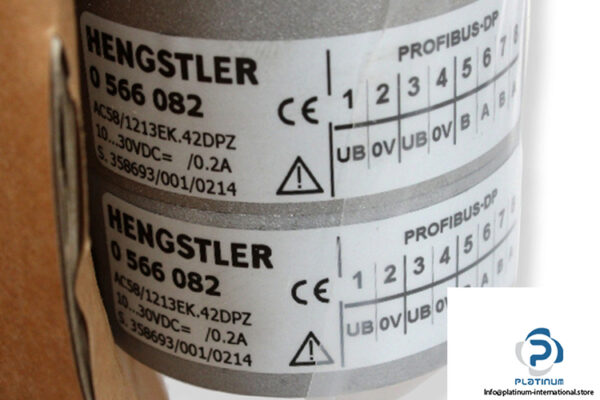 HENGSTLER
0 566 082
AC58/1213EK.42DPZ
10...30VDC= /0.2A
S. 358693/001/0214
CE
PROFIBUS-DP
1 2 3 4 5 6 7 8
UB 0V UB 0V B A B A
HENGSTLER
0 566 082
AC58/1213EK.42DPZ
10...30VDC= /0.2A
S. 358693/001/0214
CE
PROFIBUS-DP
1 2 3 4 5 6 7 8
UB 0V UB 0V B A B
PLATINUM
Info@platinum-international.store